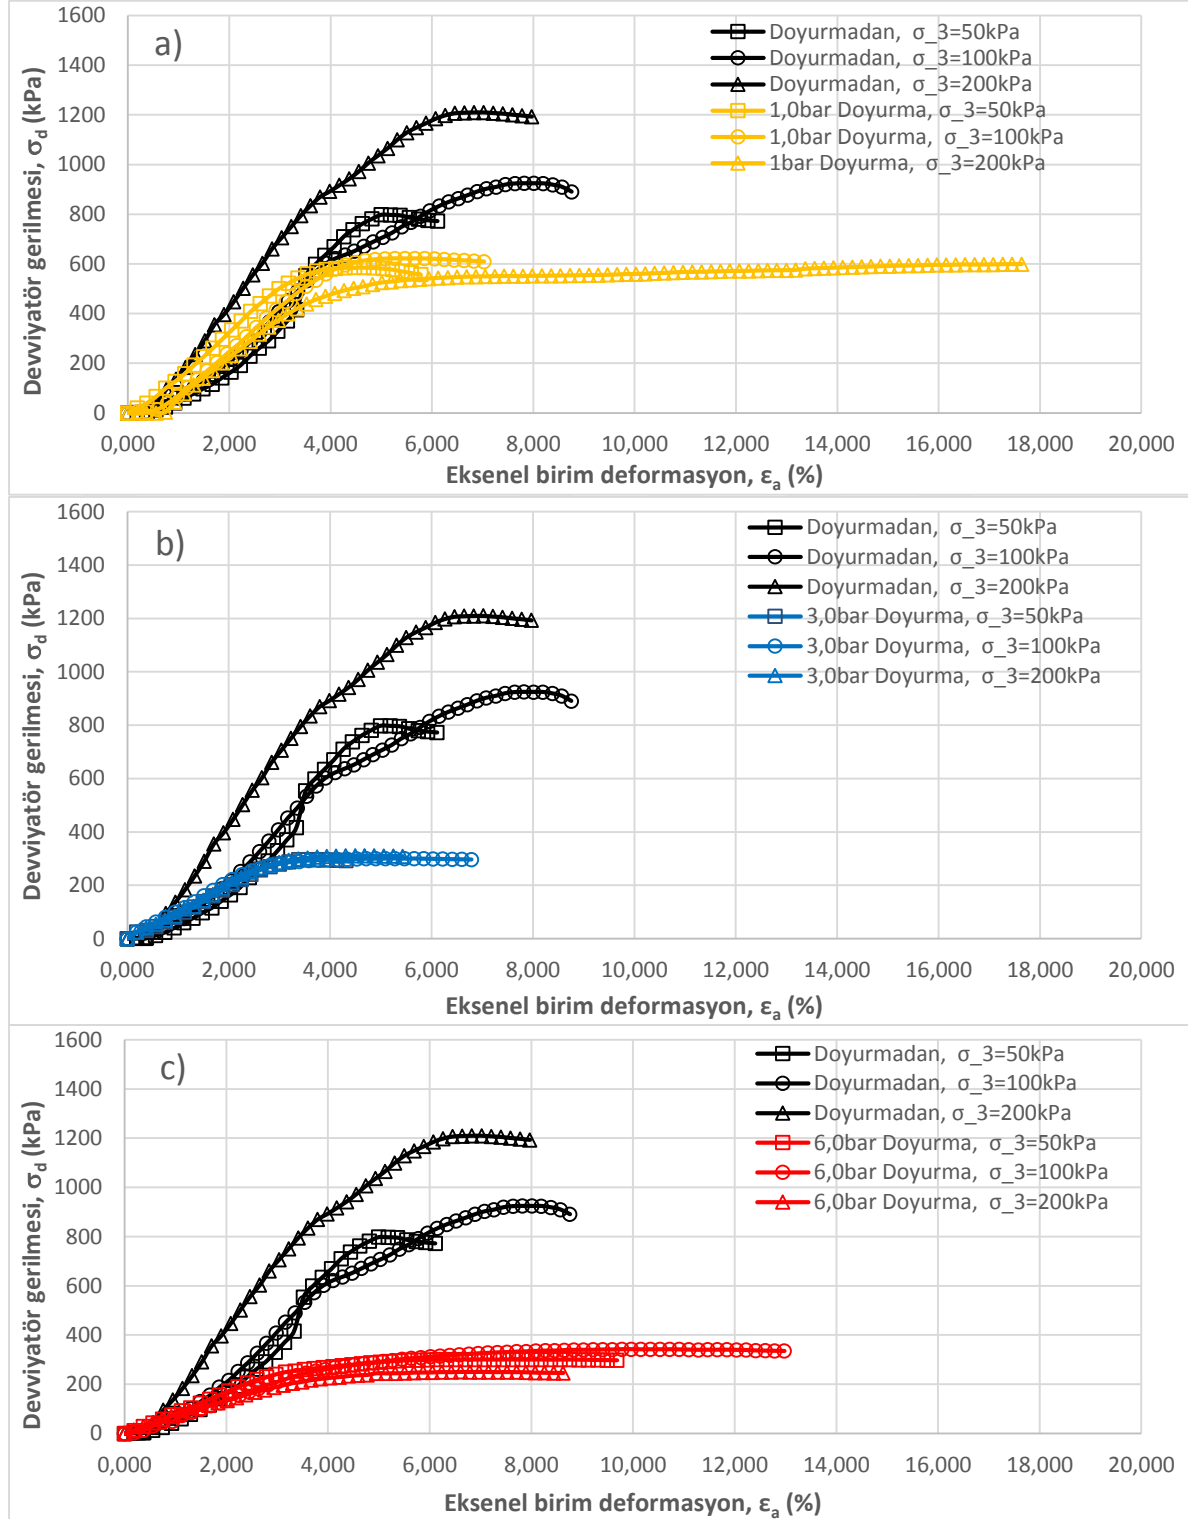 a)
Devviyatör gerilmesi, σd (kPa)
1600
1400
1200
1000
800
600
400
200
0
Doyurmadan, σ_3=50kPa
Doyurmadan, σ_3=100kPa
Doyurmadan, σ_3=200kPa
1,0bar Doyurma, σ_3=50kPa
1,0bar Doyurma, σ_3=100kPa
1bar Doyurma, σ_3=200kPa
0,000 2,000 4,000 6,000 8,000 10,000 12,000 14,000 16,000 18,000 20,000
Eksenel birim deformasyon, εa (%)
b)
Devviyatör gerilmesi, σd (kPa)
1600
1400
1200
1000
800
600
400
200
0
Doyurmadan, σ_3=50kPa
Doyurmadan, σ_3=100kPa
Doyurmadan, σ_3=200kPa
3,0bar Doyurma, σ_3=50kPa
3,0bar Doyurma, σ_3=100kPa
3,0bar Doyurma, σ_3=200kPa
0,000 2,000 4,000 6,000 8,000 10,000 12,000 14,000 16,000 18,000 20,000
Eksenel birim deformasyon, εa (%)
c)
Devviyatör gerilmesi, σd (kPa)
1600
1400
1200
1000
800
600
400
200
0
Doyurmadan, σ_3=50kPa
Doyurmadan, σ_3=100kPa
Doyurmadan, σ_3=200kPa
6,0bar Doyurma, σ_3=50kPa
6,0bar Doyurma, σ_3=100kPa
6,0bar Doyurma, σ_3=200kPa
0,000 2,000 4,000 6,000 8,000 10,000 12,000 14,000 16,000 18,000 20,000
Eksenel birim deformasyon, εa (%)